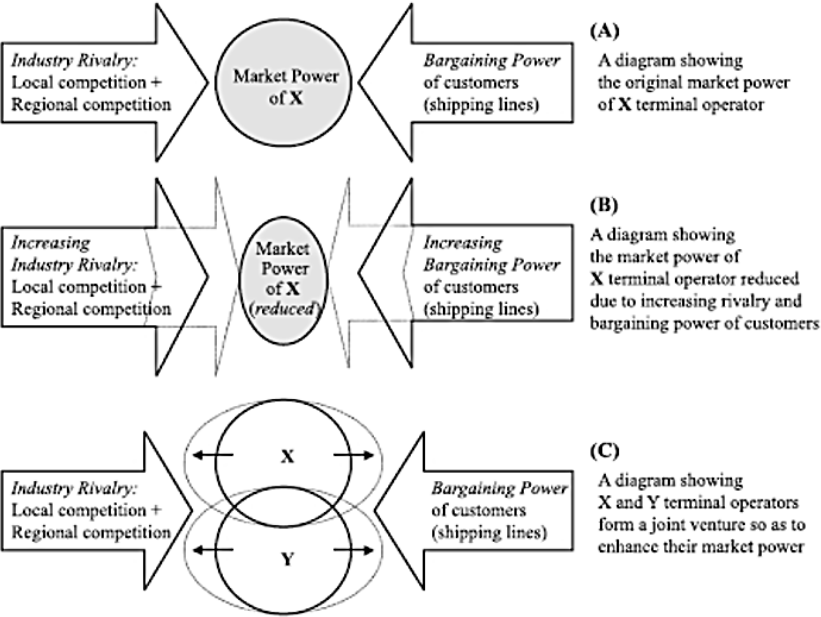 Industry Rivalry:
Local competition +
Regional competition
Market Power
of X
Bargaining Power
of customers
(shipping lines)
(A)
A diagram showing
the original market power
of X terminal operator
Increasing
Industry Rivalry:
Local competition +
Regional competition
Market
Power
of X
(reduced)
Increasing
Bargaining Power
of customers
(shipping lines)
(B)
A diagram showing
the market power of
X terminal operator reduced
due to increasing rivalry and
bargaining power of customers
Industry Rivalry:
Local competition +
Regional competition
X
Y
Bargaining Power
of customers
(shipping lines)
(C)
A diagram showing
X and Y terminal operators
form a joint venture so as to
enhance their market power